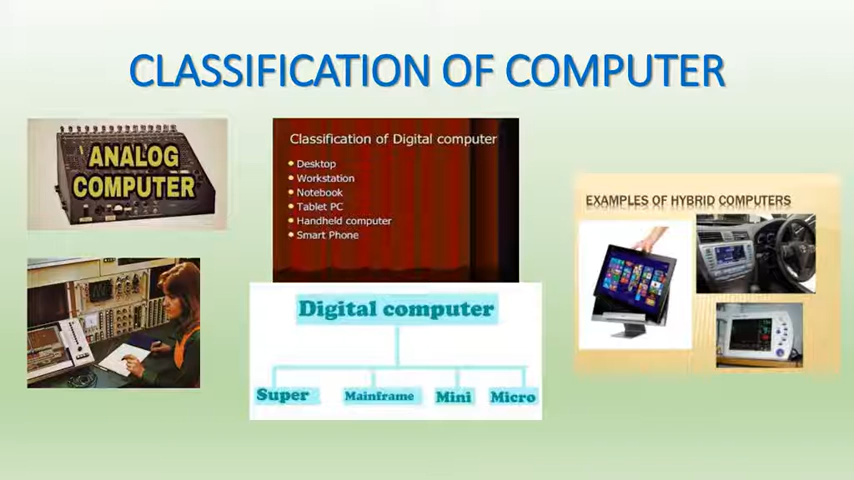 CLASSIFICATION OF COMPUTER
ANALOG
COMPUTER
Classification of Digital computer
Desktop
Workstation
Notebook
Tablet PC
Handheld computer
Smart Phone
Digital computer
Super
Mainframe
Mini
Micro
EXAMPLES OF HYBRID COMPUTERS